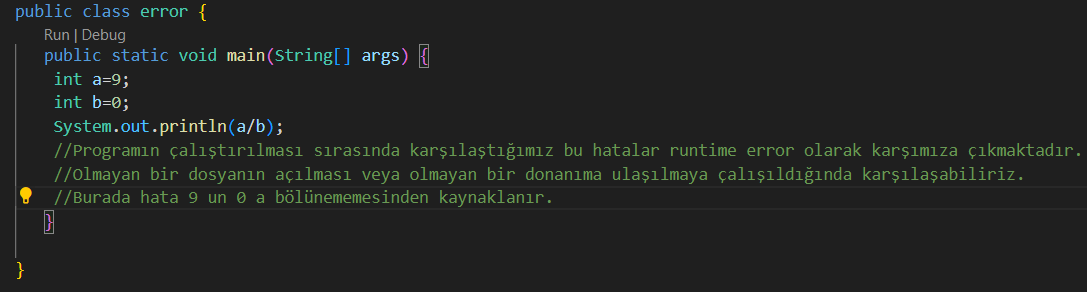 public class error {
Run | Debug
public static void main(String[] args) {
int a=9;
int b=0;
System.out.println(a/b);
//Programın çalıştırılması sırasında karşılaştığımız bu hatalar runtime error olarak karşımıza çıkmaktadır.
//Olmayan bir dosyanın açılması veya olmayan bir donanıma ulaşılmaya çalışıldığında karşılaşabiliriz.
//Burada hata 9 un 0 a bölünememesinden kaynaklanır.
}
}